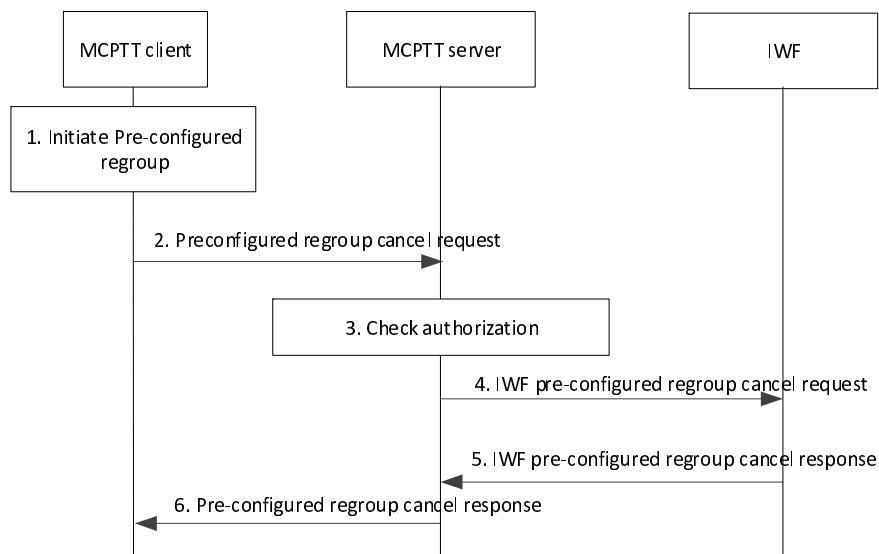 MCPTT client
MCPTT server
IWF
1. Initiate Pre-configured
regroup
2. Preconfigured regroup cancel request
3. Check authorization
4. IWF pre-configured regroup cancel request
5. IWF pre-configured regroup cancel response
6. Pre-configured regroup cancel response